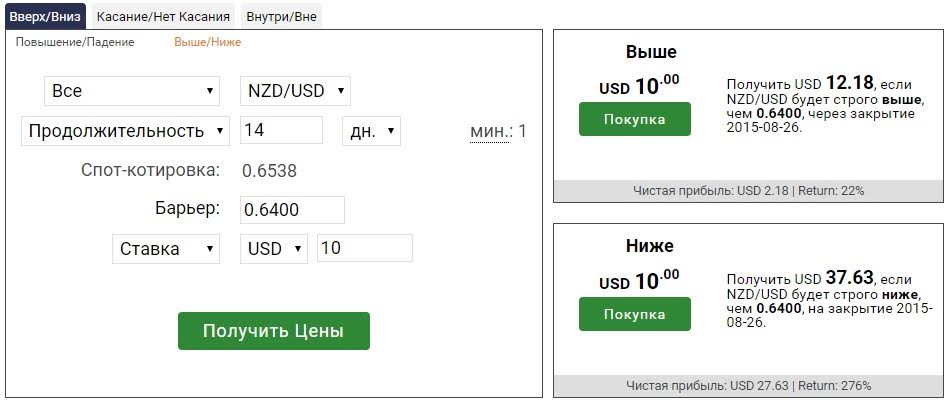 Вверх/Вниз Касание/Нет Касания Внутри/Вне
Повышение/Падение Выше/Ниже
Все NZD/USD
Продолжительность 14 дн. мин.: 1
Спот-котировка: 0.6538
Барьер: 0.6400
Ставка USD 10
Получить Цены
Выше
USD 10.00
Покупка
Получить USD 12.18, если
NZD/USD будет строго выше,
чем 0.6400, через закрытие
2015-08-26.
Чистая прибыль: USD 2.18 | Return: 22%
Ниже
USD 10.00
Покупка
Получить USD 37.63, если
NZD/USD будет строго ниже,
чем 0.6400, на закрытие 2015-
08-26.
Чистая прибыль: USD 27.63 | Return: 276%